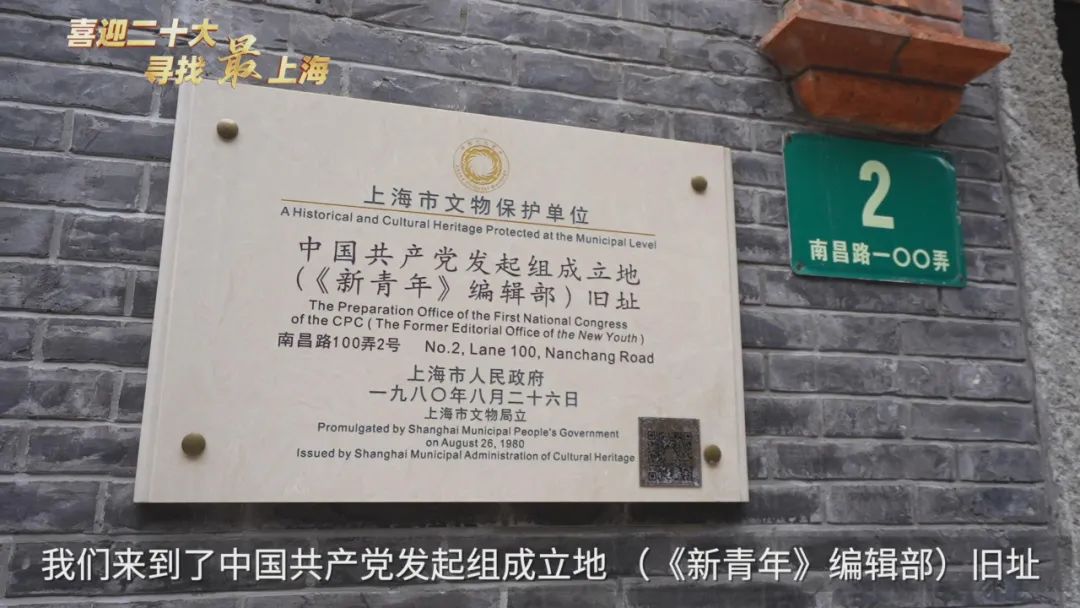 喜迎二十大
寻找最上海
上海市文物保护单位
A Historical and Cultural Heritage Protected at the Municipal Level
中国共产党发起组成立地
(《新青年》编辑部)旧址
The Preparation Office of the First National Congress
of the CPC ( The Former Editorial Office of the New Youth )
南昌路100弄2号 No.2, Lane 100, Nanchang Road
上海市人民政府
一九八〇年八月二十六日
上海市文物局立
Promulgated by Shanghai Municipal People's Government
on August 26, 1980
Issued by Shanghai Municipal Administration of Cultural Heritage
2
南昌路一〇〇弄
我们来到了中国共产党发起组成立地 (《新青年》编辑部)旧址